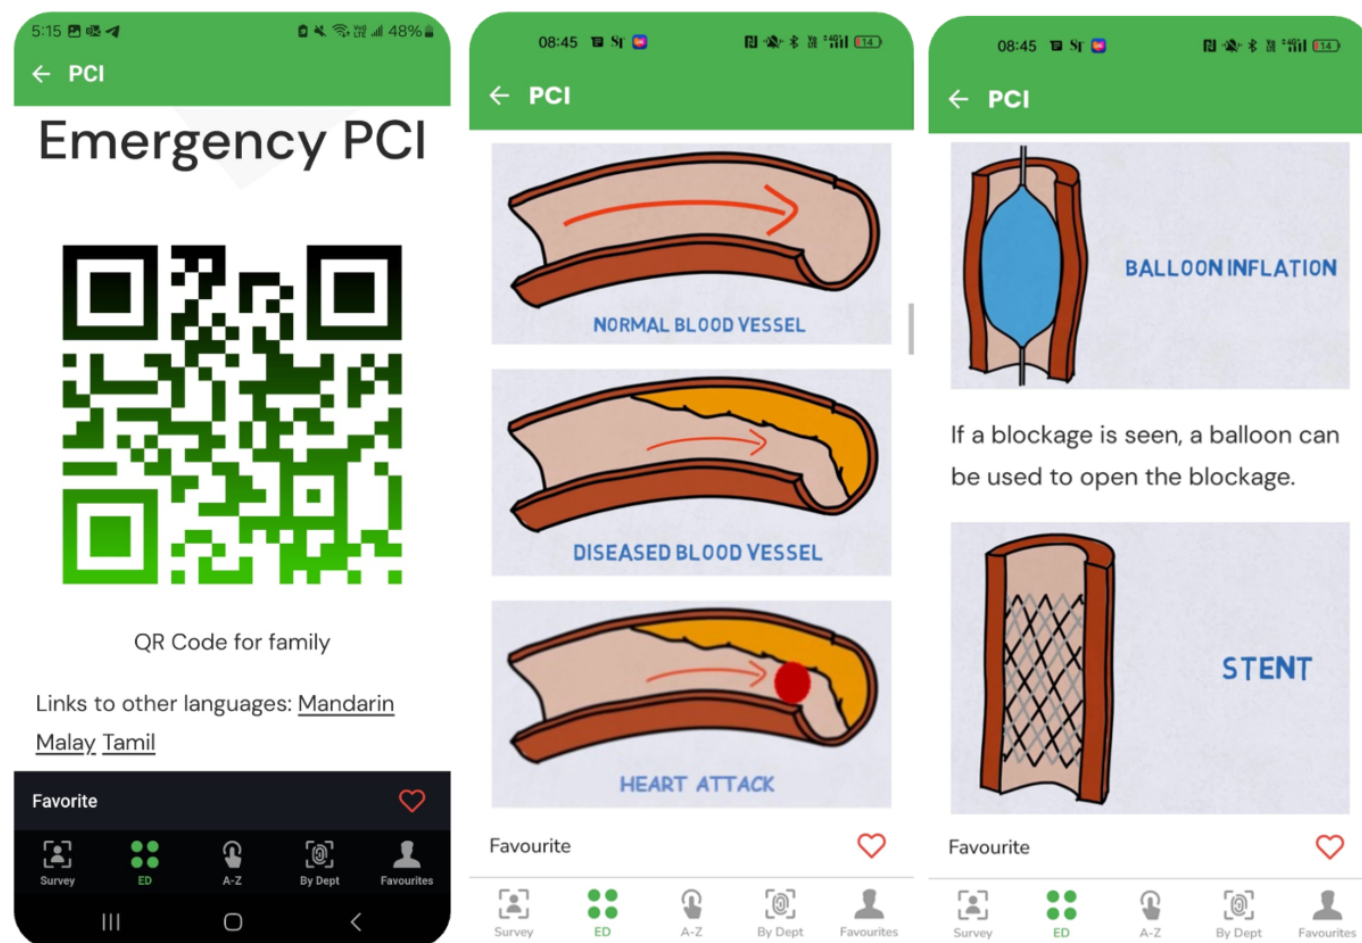 5:15 48%
PCI
Emergency PCI
QR Code for family
Links to other languages: Mandarin
Malay Tamil
Favorite
Survey ED A-Z By Dept Favourites
08:45 14
PCI
NORMAL BLOOD VESSEL
DISEASED BLOOD VESSEL
HEART ATTACK
Favourite
Survey ED A-Z By Dept Favourites
08:45 14
PCI
BALLOON INFLATION
If a blockage is seen, a balloon can
be used to open the blockage.
STENT
Favourite
Survey ED A-Z By Dept Favourites